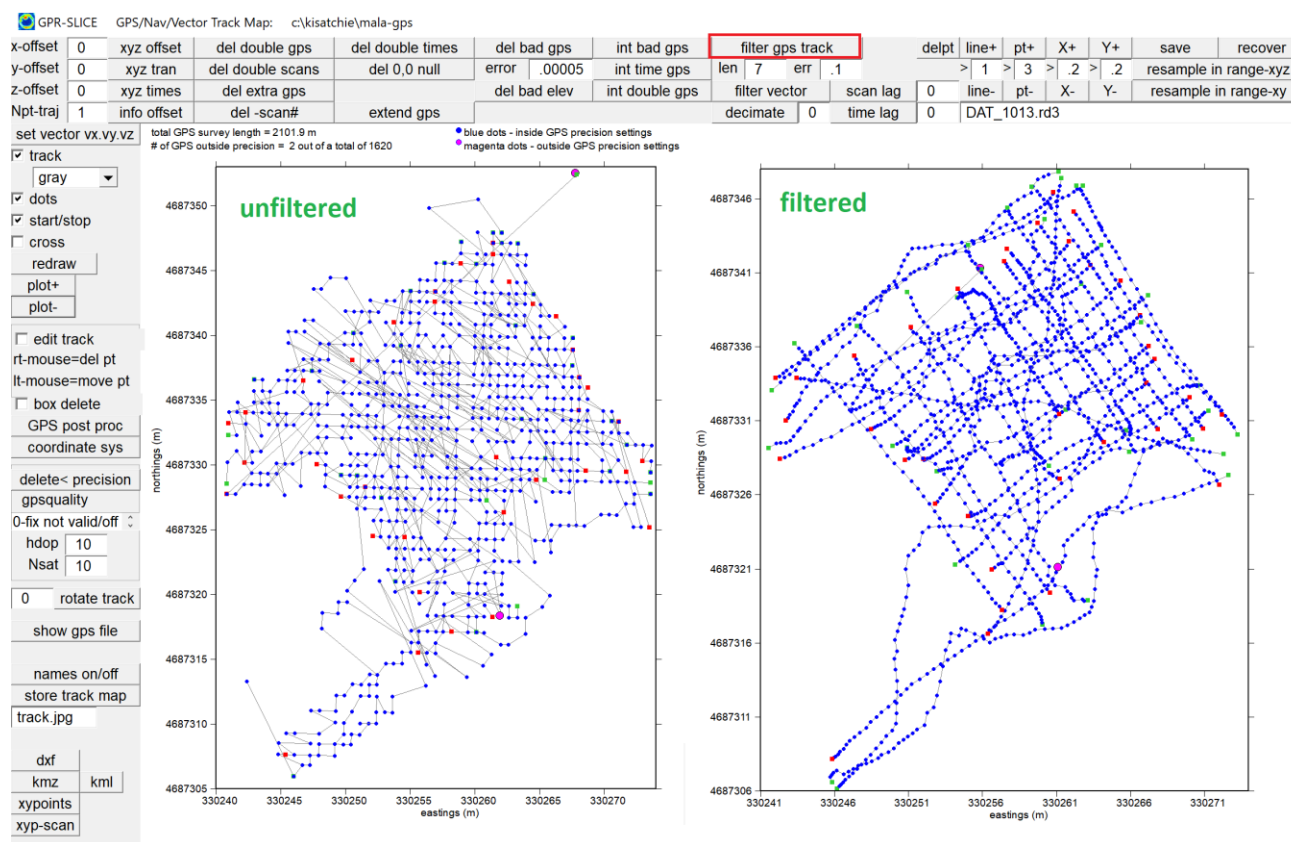 GPR-SLICE GPS/Nav/Vector Track Map: c:\kisatchie\mala-gps
x-offset 0 xyz offset del double gps del double times del bad gps int bad gps filter gps track delpt line+ pt+ X+ Y+ save recover
y-offset 0 xyz tran del double scans del 0,0 null error .00005 int time gps len 7 err .1 > 1 > 3 > .2 > .2 resample in range-xyz
z-offset 0 xyz times del extra gps del bad elev int double gps filter vector scan lag 0 line- pt- X- Y- resample in range-xy
Npt-traj 1 info offset del -scan# extend gps decimate 0 time lag 0 DAT_1013.rd3
set vector vx.vy.vz
track
gray
dots
start/stop
cross
redraw
plot+
plot-
edit track
rt-mouse=del pt
lt-mouse=move pt
box delete
GPS post proc
coordinate sys
delete< precision
gpsquality
0-fix not valid/off
hdop 10
Nsat 10
0 rotate track
show gps file
names on/off
store track map
track.jpg
dxf
kmz kml
xypoints
xyp-scan
total GPS survey length = 2101.9 m
# of GPS outside precision = 2 out of a total of 1620
blue dots - inside GPS precision settings
magenta dots - outside GPS precision settings
unfiltered
4687350
4687345
4687340
4687335
4687330
4687325
4687320
4687315
4687310
4687305
northings (m)
330240 330245 330250 330255 330260 330265 330270
eastings (m)
filtered
4687346
4687341
4687336
4687331
4687326
4687321
4687316
4687311
4687306
northings (m)
330241 330246 330251 330256 330261 330266 330271
eastings (m)